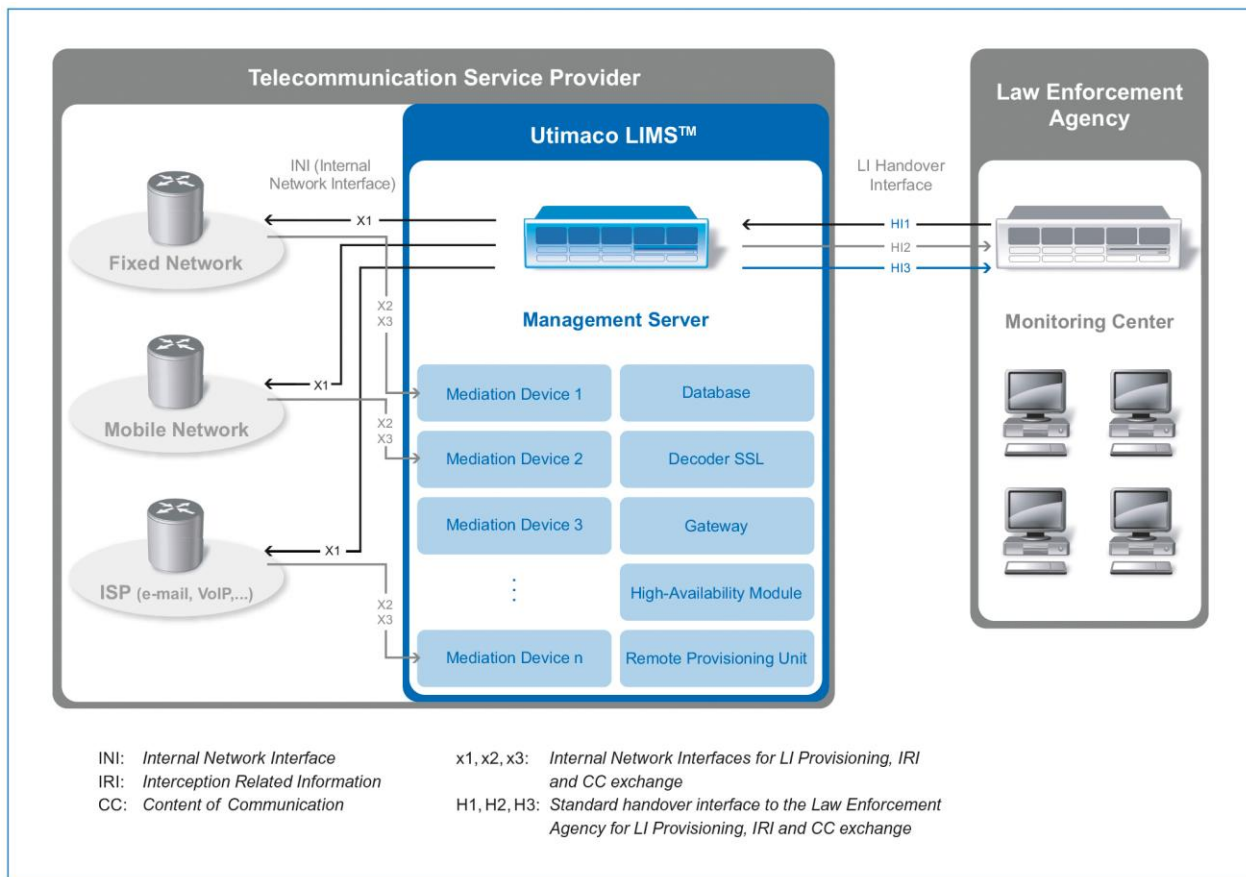 Telecommunication Service Provider
Utimaco LIMS™
INI (Internal
Network Interface)
Fixed Network
X1
X2
X3
Mobile Network
X1
X2
X3
ISP (e-mail, VoIP,...)
X1
X2
X3
Management Server
Mediation Device 1
Database
Mediation Device 2
Decoder SSL
Mediation Device 3
Gateway
⋮
High-Availability Module
Mediation Device n
Remote Provisioning Unit
LI Handover
Interface
HI1
HI2
HI3
Law Enforcement
Agency
Monitoring Center
INI: Internal Network Interface
IRI: Interception Related Information
CC: Content of Communication
x1, x2, x3: Internal Network Interfaces for LI Provisioning, IRI
and CC exchange
H1, H2, H3: Standard handover interface to the Law Enforcement
Agency for LI Provisioning, IRI and CC exchange